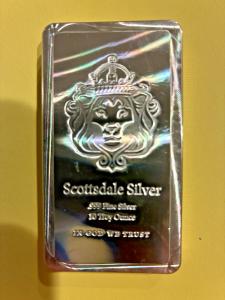 Scottsdale Silver
.999 Fine Silver
10 Troy Ounce
IN GOD WE TRUST